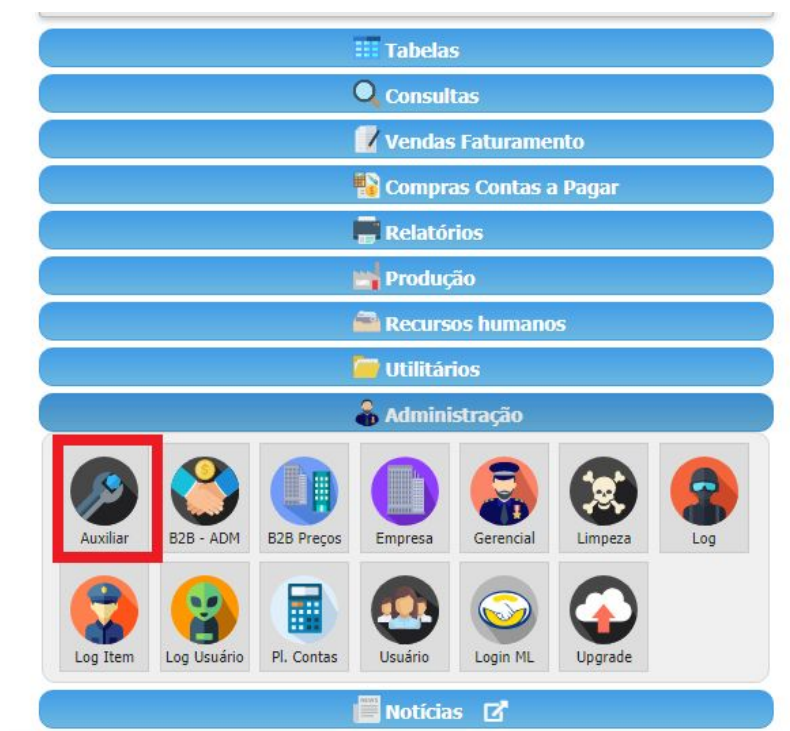 Tabelas
Consultas
Vendas Faturamento
Compras Contas a Pagar
Relatórios
Produção
Recursos humanos
Utilitários
Administração
Auxiliar
B2B - ADM
B2B Preços
Empresa
Gerencial
Limpeza
Log
Log Item
Log Usuário
Pl. Contas
Usuário
Login ML
Upgrade
Notícias